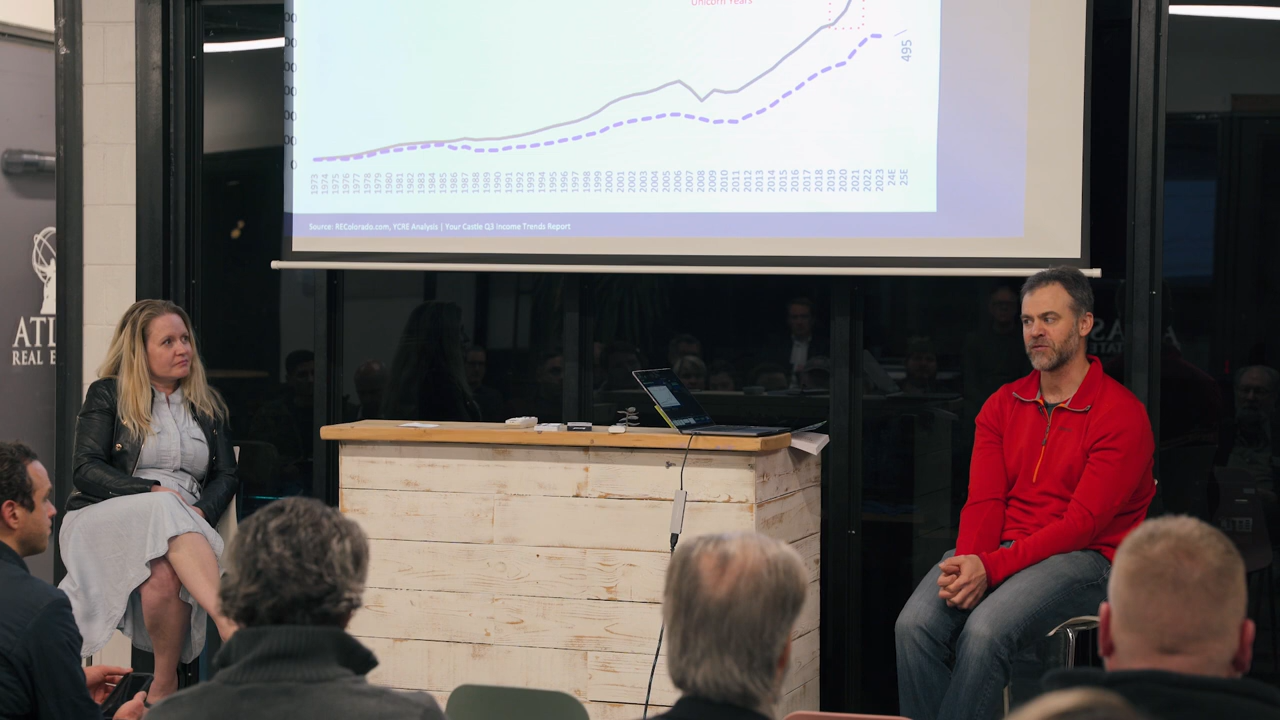 Unicorn Years
495
1973 1974 1975 1976 1977 1978 1979 1980 1981 1982 1983 1984 1985 1986 1987 1988 1989 1990 1991 1992 1993 1994 1995 1996 1997 1998 1999 2000 2001 2002 2003 2004 2005 2006 2007 2008 2009 2010 2011 2012 2013 2014 2015 2016 2017 2018 2019 2020 2021 2022 2023 24E 25E
Source: REColorado.com, YCRE Analysis | Your Castle Q3 Income Trends Report
ATL
REAL E